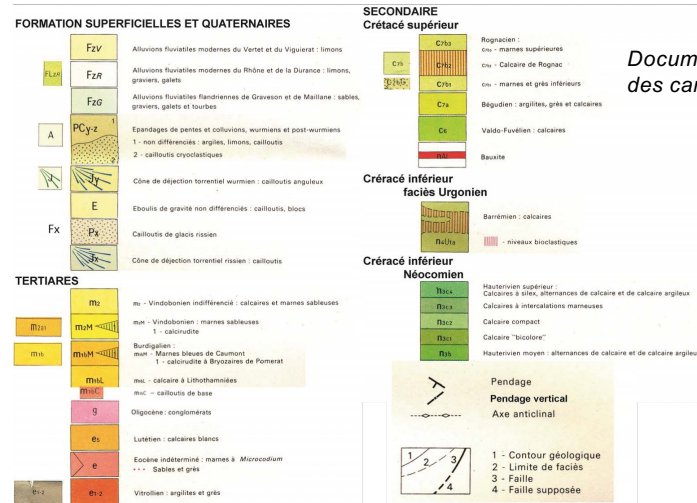 FORMATION SUPERFICIELLES ET QUATERNAIRES
FzV
Alluvions fluviatiles modernes du Vertet et du Viguierat : limons
FLzR
FzR
Alluvions fluviatiles modernes du Rhône et de la Durance : limons,
graviers, galets
FzG
Alluvions fluviatiles flandriennes de Graveson et de Maillane : sables,
graviers, galets et tourbes
A
PCy-z
1
2
Epandages de pentes et colluvions, wurmiens et post-wurmiens
1 - non différenciés : argiles, limons, cailloutis
2 - cailloutis cryoclastiques
J
Jy
Cône de déjection torrentiel wurmien : cailloutis anguleux
E
Eboulis de gravité non différenciés : cailloutis, blocs
Fx
Px
Cailloutis de glacis rissien
Jx
Cône de déjection torrentiel rissien : cailloutis
TERTIAIRES
m2
m2 - Vindobonien indifférencié : calcaires et marnes sableuses
m2M
m2M - Vindobonien : marnes sableuses
1 - calcirudite
m1b
m1bM
Burdigalien :
- Marnes bleues de Caumont
1 - calcirudite à Bryozaires de Pomerat
m1bL
- calcaire à Lithothamniées
m1bC
- cailloutis de base
g
Oligocène : conglomérats
e5
Lutétien : calcaires blancs
e
Eocène indéterminé : marnes à Microcodium
Sables et grès
e1-2
e1-2
Vitrollien : argilites et grès
SECONDAIRE
Crétacé supérieur
C7b
C7b3
Rognacien :
- marnes supérieures
C7b2
- Calcaire de Rognac
C7b1
- marnes et grès inférieurs
C7a
Bégudien : argilites, grès et calcaires
C6
Valdo-Fuvélien : calcaires
Bauxite
Créracé inférieur
faciès Urgonien
n4U1a
Barrémien : calcaires
- niveaux bioclastiques
Créracé inférieur
Néocomien
n3c4
Hauterivien supérieur :
Calcaires à silex, alternances de calcaire et de calcaire argileux
n3c3
Calcaires à intercalations marneuses
n3c2
Calcaire compact
n3c1
Calcaire "bicolore"
n3b
Hauterivien moyen : alternances de calcaire et de calcaire argileu
Pendage
Pendage vertical
Axe anticlinal
1
2
3
4
1 - Contour géologique
2 - Limite de faciès
3 - Faille
4 - Faille supposée
Docum
des car